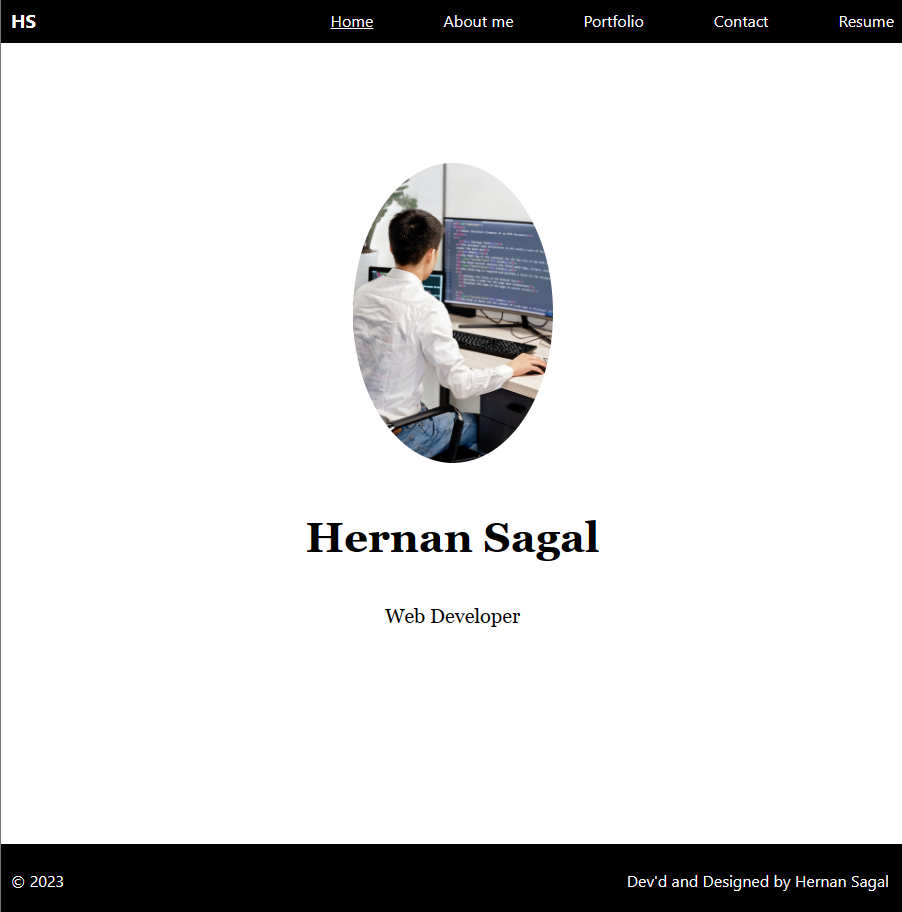 HS Home About me Portfolio Contact Resume
Hernan Sagal
Web Developer
© 2023 Dev'd and Designed by Hernan Sagal